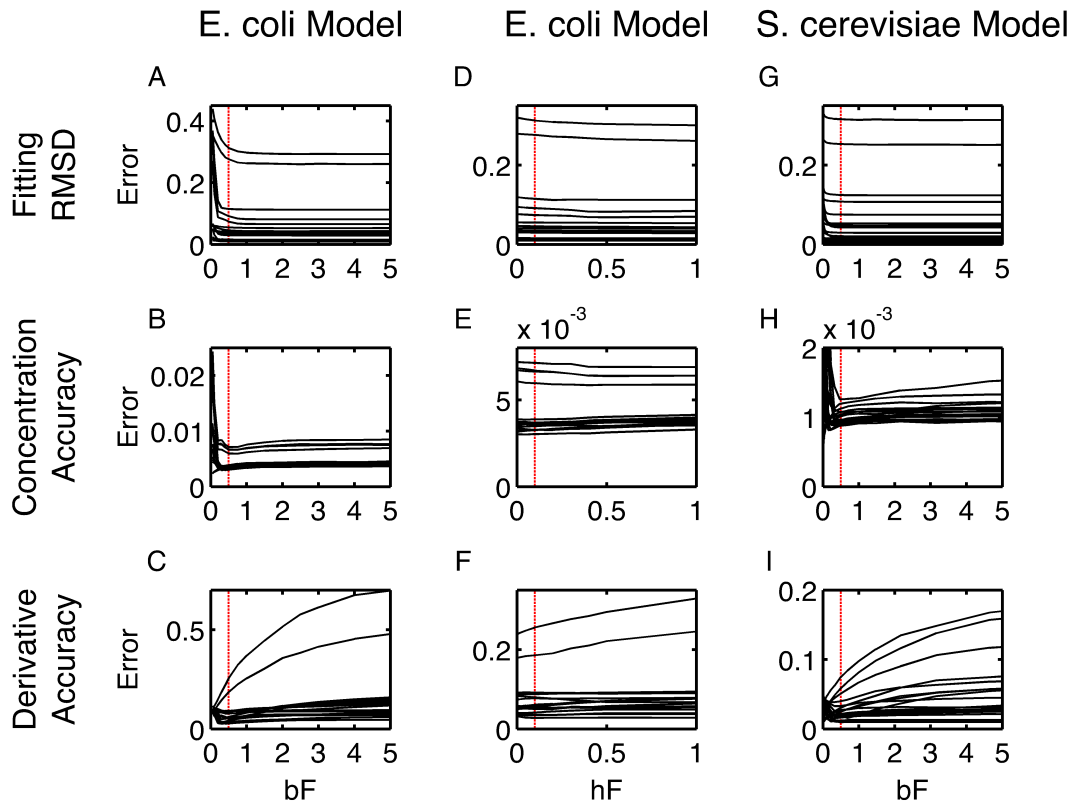 E. coli Model E. coli Model S. cerevisiae Model
A D G
Fitting
RMSD
Error
0.4
0.2
0
0 1 2 3 4 5
0.2
0
0 0.5 1
0.2
0
0 1 2 3 4 5
B E H
Concentration
Accuracy
Error
0.02
0.01
0
0 1 2 3 4 5
x 10-3
5
0
0 0.5 1
x 10-3
2
1
0
0 1 2 3 4 5
C F I
Derivative
Accuracy
Error
0.5
0
0 1 2 3 4 5
bF
0.2
0
0 0.5 1
hF
0.2
0.1
0
0 1 2 3 4 5
bF